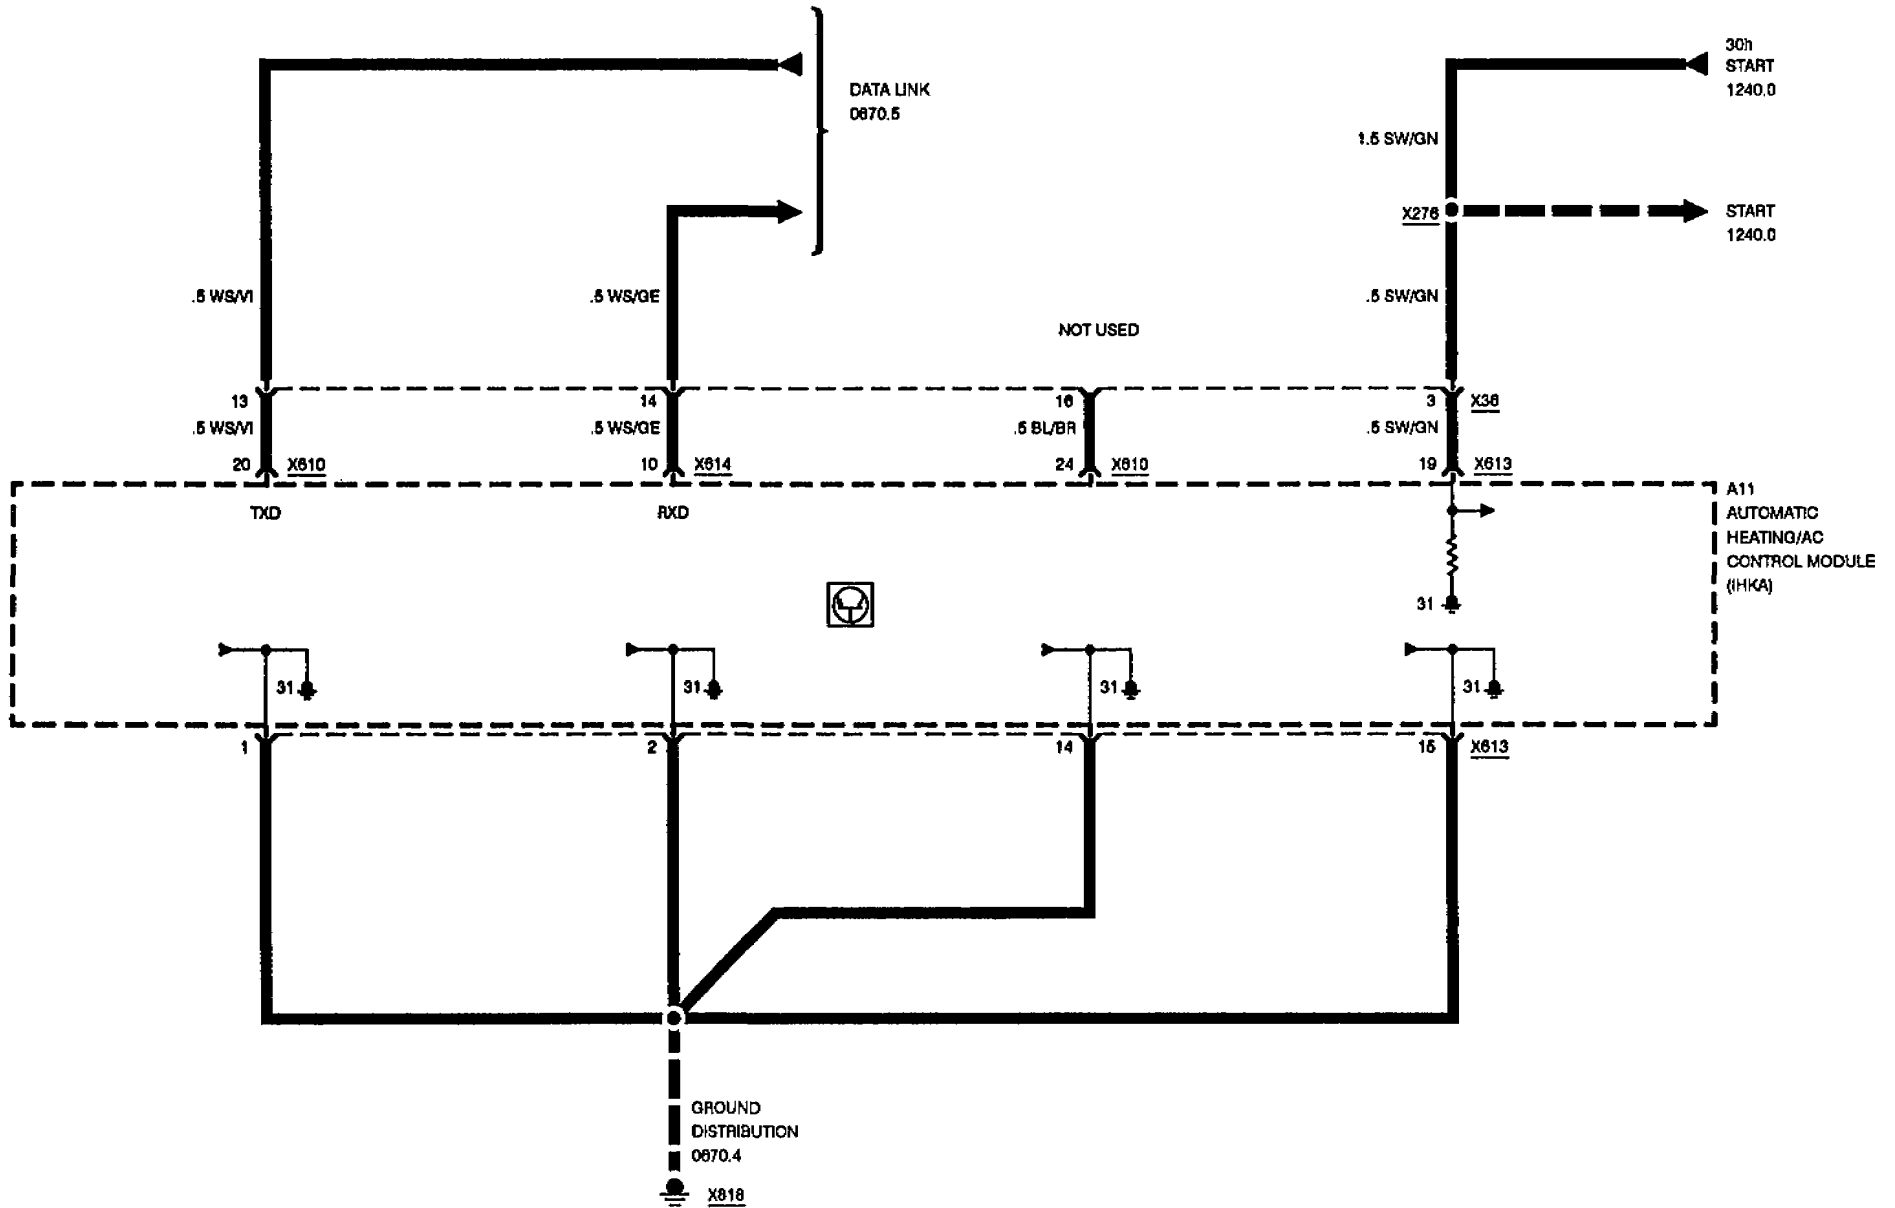 30h
START
1240.0
DATA LINK
0670.5
1.5 SW/GN
X276
START
1240.0
.5 WS/VI
.5 WS/GE
.5 SW/GN
NOT USED
13
14
16
3
X36
.5 WS/VI
.5 WS/GE
.5 BL/BR
.5 SW/GN
20
X610
10
X614
24
X610
19
X613
TXD
RXD
A11
AUTOMATIC
HEATING/AC
CONTROL MODULE
(IHKA)
31
31
31
31
31
1
2
14
15
X613
GROUND
DISTRIBUTION
0670.4
X818